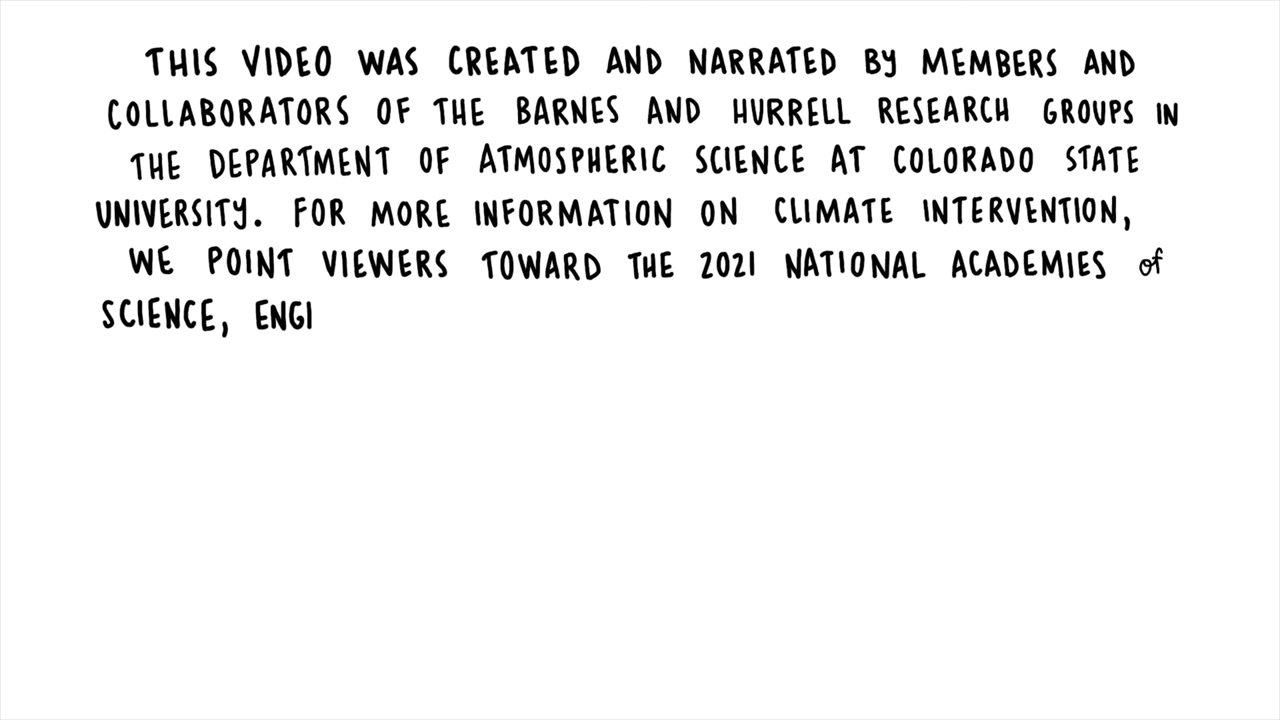 THIS VIDEO WAS CREATED AND NARRATED BY MEMBERS AND
COLLABORATORS OF THE BARNES AND HURRELL RESEARCH GROUPS IN
THE DEPARTMENT OF ATMOSPHERIC SCIENCE AT COLORADO STATE
UNIVERSITY. FOR MORE INFORMATION ON CLIMATE INTERVENTION,
WE POINT VIEWERS TOWARD THE 2021 NATIONAL ACADEMIES of
SCIENCE, ENGI